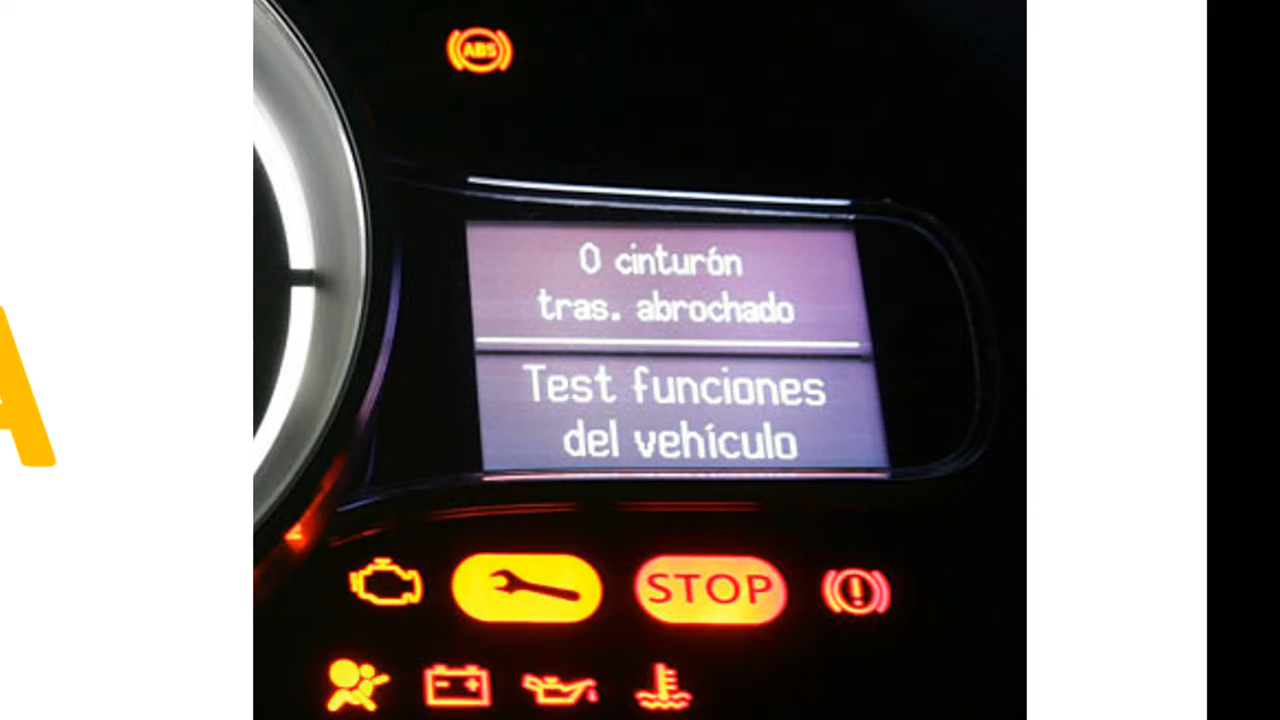 A
ABS
0 cinturón
tras. abrochado
Test funciones
del vehículo
STOP